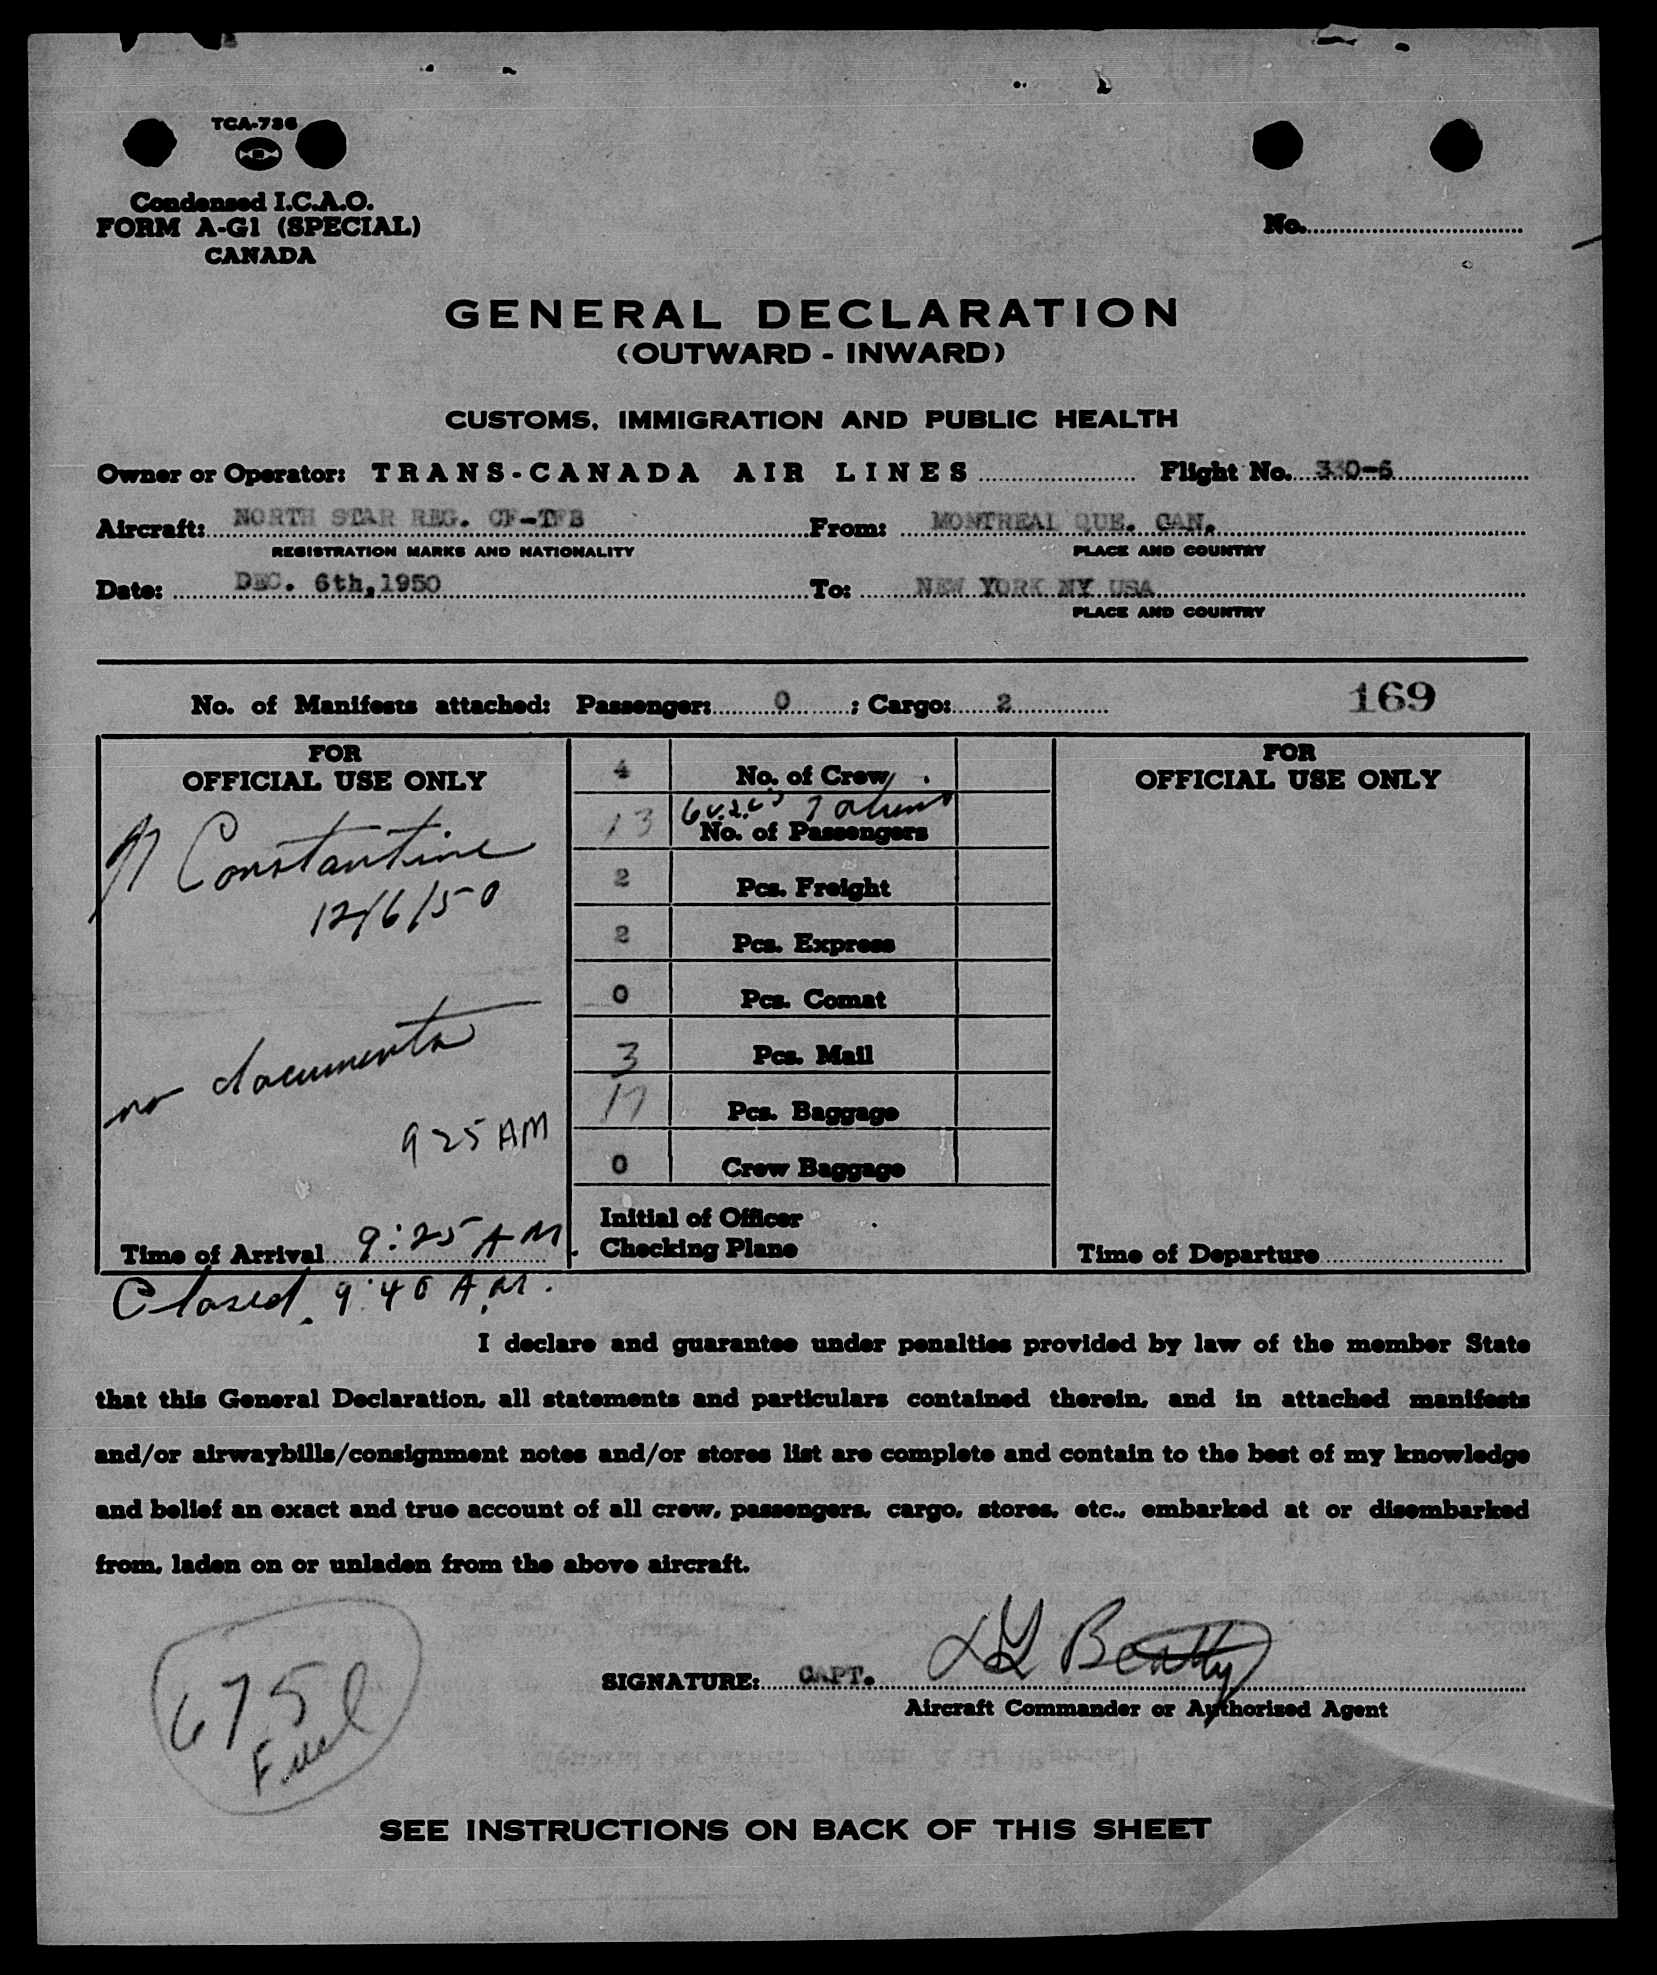 TCA-736
Condensed I.C.A.O.
FORM A-G1 (SPECIAL)
CANADA
No.
GENERAL DECLARATION
(OUTWARD - INWARD)
CUSTOMS, IMMIGRATION AND PUBLIC HEALTH
Owner or Operator: TRANS-CANADA AIR LINES Flight No. 330-6
Aircraft: NORTH STAR REG. CF-TFB From: MONTREAL QUE. CAN.
REGISTRATION MARKS AND NATIONALITY PLACE AND COUNTRY
Date: DEC. 6th,1950 To: NEW YORK NY USA
PLACE AND COUNTRY
No. of Manifests attached: Passenger: 0 ; Cargo: 2 169
FOR
OFFICIAL USE ONLY
Constantine
12/6/50
no documents
925 AM
Time of Arrival 9:25 AM.
4 No. of Crew
6 U.S.C's 7 aliens
13 No. of Passengers
2 Pcs. Freight
2 Pcs. Express
0 Pcs. Comat
3 Pcs. Mail
17 Pcs. Baggage
0 Crew Baggage
Initial of Officer
Checking Plane
FOR
OFFICIAL USE ONLY
Time of Departure
Closed. 9:40 A.M.
I declare and guarantee under penalties provided by law of the member State
that this General Declaration, all statements and particulars contained therein, and in attached manifests
and/or airwaybills/consignment notes and/or stores list are complete and contain to the best of my knowledge
and belief an exact and true account of all crew, passengers, cargo, stores, etc., embarked at or disembarked
from, laden on or unladen from the above aircraft.
675
Fuel
SIGNATURE: CAPT. Beatty
Aircraft Commander or Authorized Agent
SEE INSTRUCTIONS ON BACK OF THIS SHEET